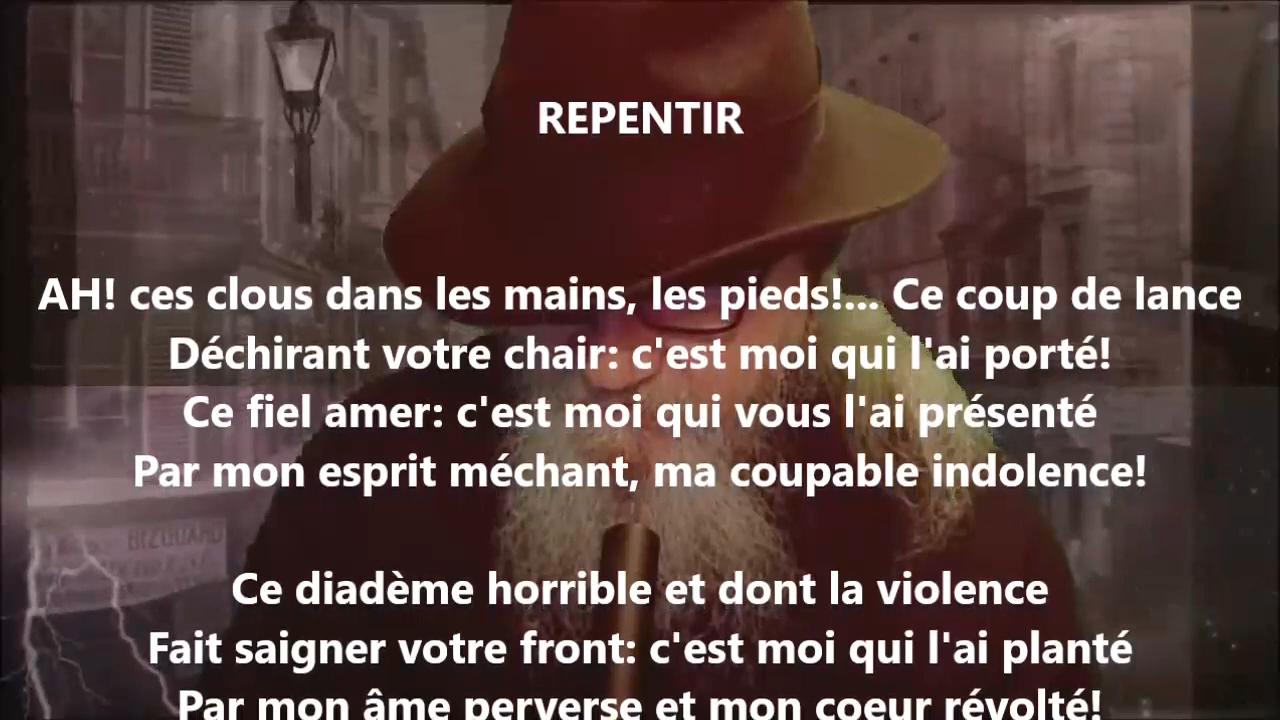 REPENTIR
AH! ces clous dans les mains, les pieds!... Ce coup de lance
Déchirant votre chair: c'est moi qui l'ai porté!
Ce fiel amer: c'est moi qui vous l'ai présenté
Par mon esprit méchant, ma coupable indolence!
Ce diadème horrible et dont la violence
Fait saigner votre front: c'est moi qui l'ai planté
Par mon âme perverse et mon coeur révolté!